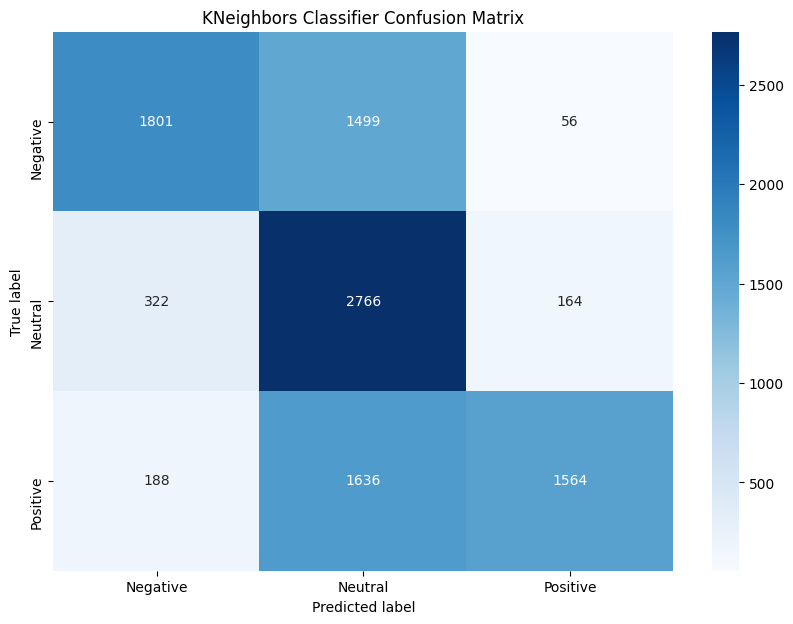 KNeighbors Classifier Confusion Matrix
True label
Negative
Neutral
Positive
1801 1499 56
322 2766 164
188 1636 1564
Negative Neutral Positive
Predicted label
2500
2000
1500
1000
500